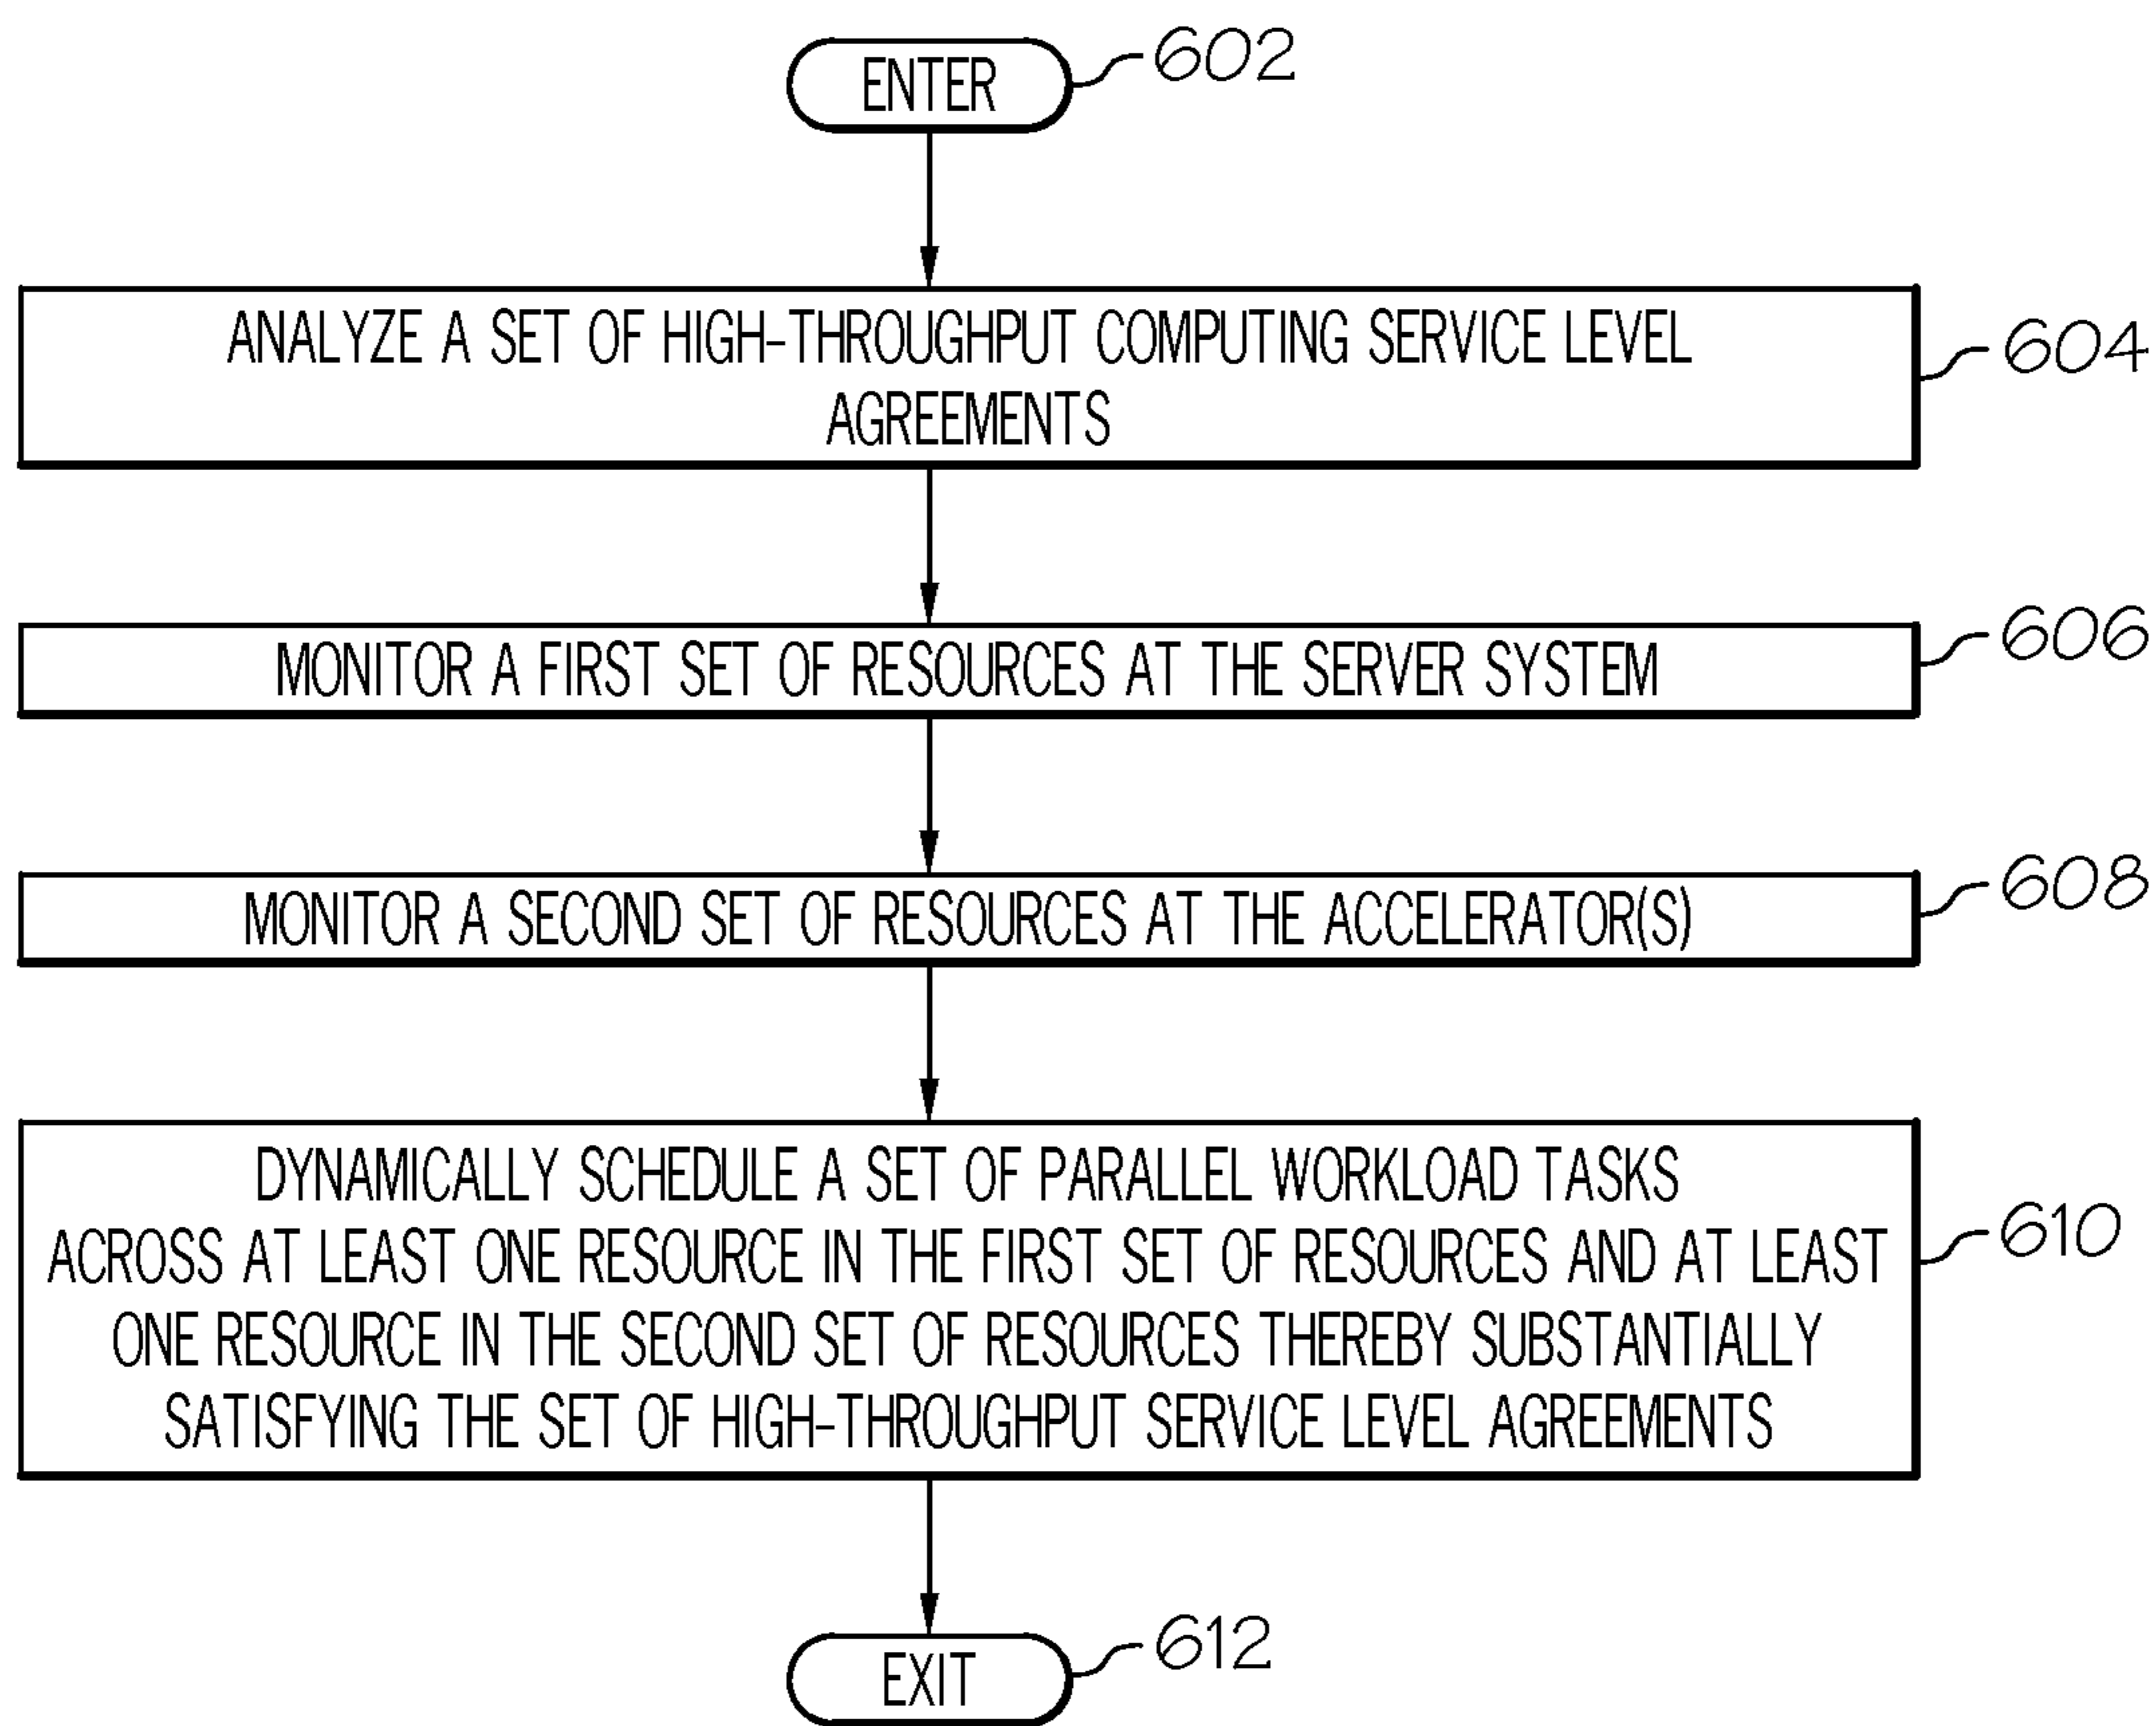 ENTER
602
ANALYZE A SET OF HIGH-THROUGHPUT COMPUTING SERVICE LEVEL
AGREEMENTS
604
MONITOR A FIRST SET OF RESOURCES AT THE SERVER SYSTEM
606
MONITOR A SECOND SET OF RESOURCES AT THE ACCELERATOR(S)
608
DYNAMICALLY SCHEDULE A SET OF PARALLEL WORKLOAD TASKS
ACROSS AT LEAST ONE RESOURCE IN THE FIRST SET OF RESOURCES AND AT LEAST
ONE RESOURCE IN THE SECOND SET OF RESOURCES THEREBY SUBSTANTIALLY
SATISFYING THE SET OF HIGH-THROUGHPUT SERVICE LEVEL AGREEMENTS
610
EXIT
612